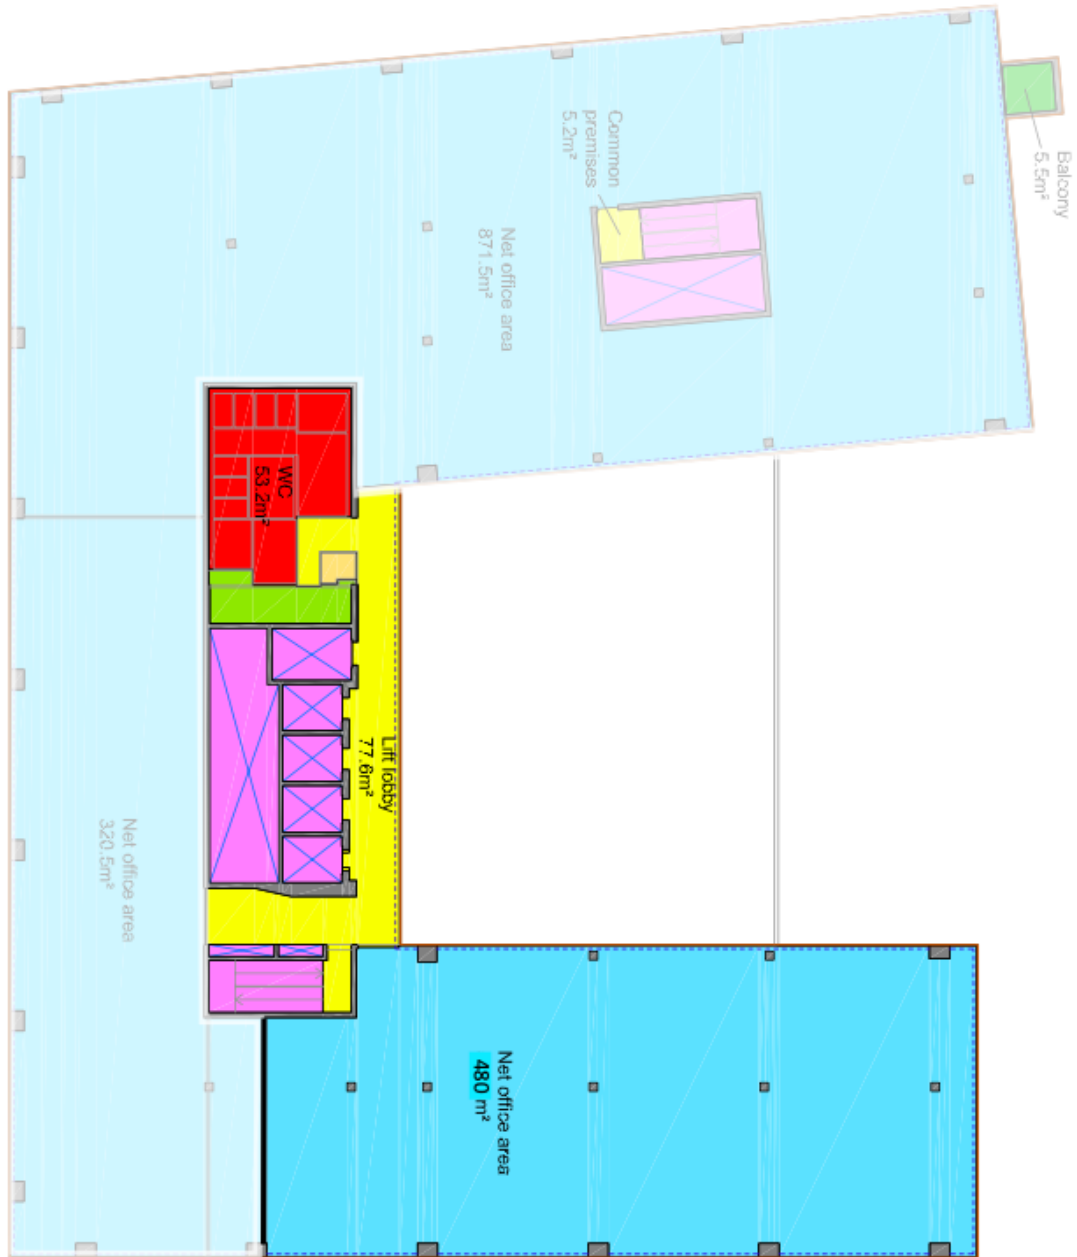 Balcony
5.5m²
Common
premises
5.2m²
Net office area
871.5m²
WC
53.2m²
Lift lobby
77.6m²
Net office area
320.5m²
Net office area
480 m²